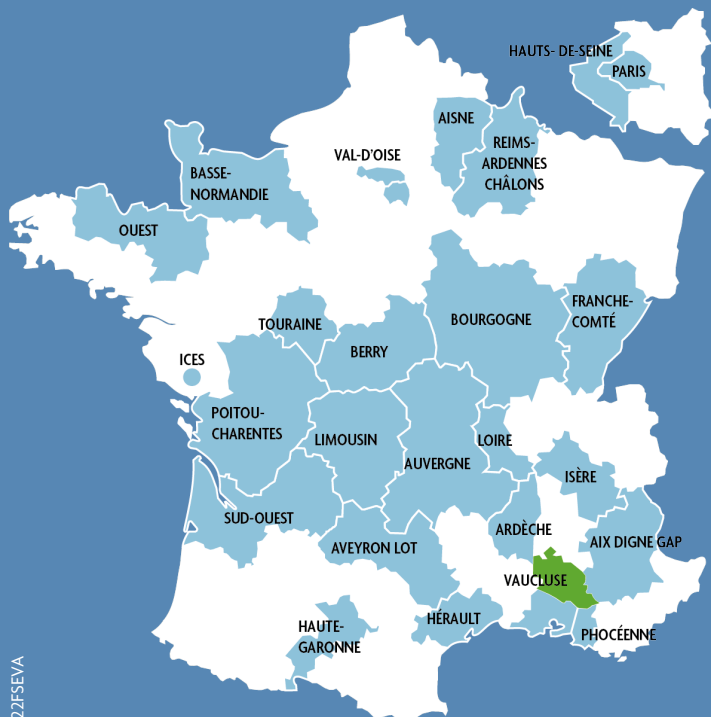 HAUTS- DE-SEINE
PARIS
AISNE
REIMS-
ARDENNES
CHÂLONS
VAL-D'OISE
BASSE-
NORMANDIE
OUEST
FRANCHE-
COMTÉ
TOURAINE
BOURGOGNE
BERRY
ICES
POITOU-
CHARENTES
LIMOUSIN
LOIRE
AUVERGNE
ISÈRE
SUD-OUEST
ARDÈCHE
AIX DIGNE GAP
AVEYRON LOT
VAUCLUSE
HÉRAULT
HAUTE-
GARONNE
PHOCÉENNE
22FSEVA